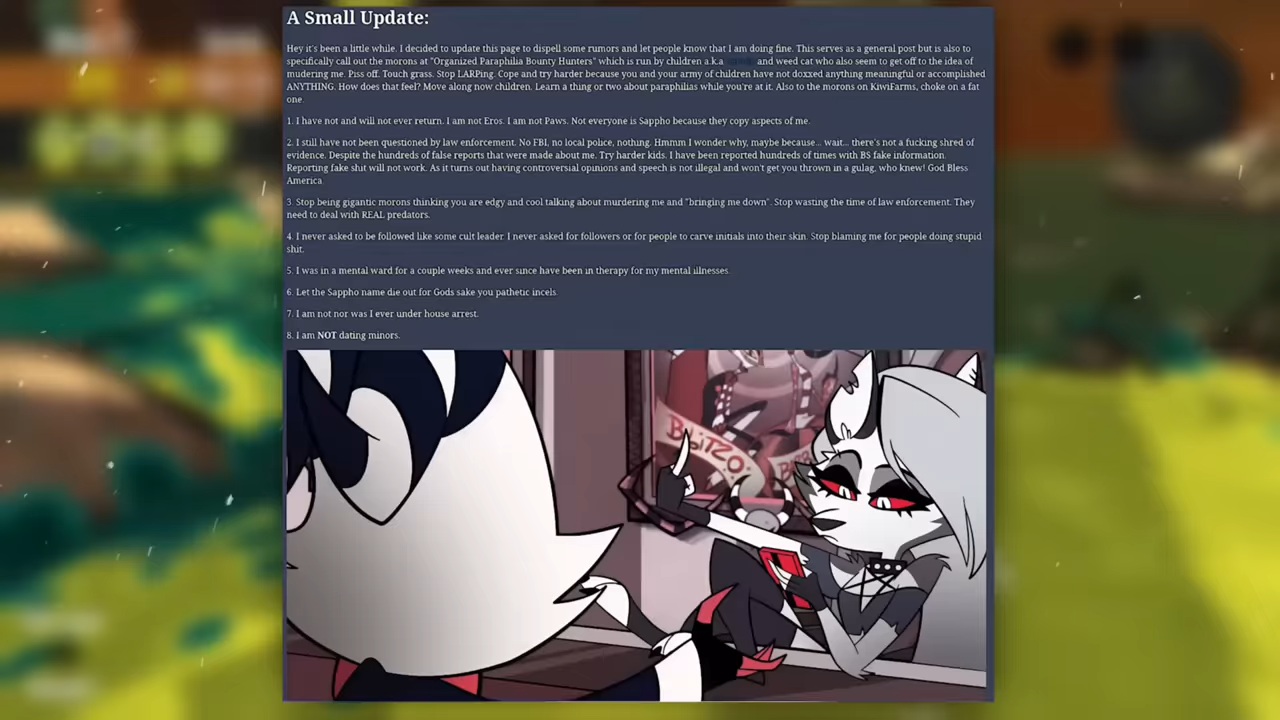 A Small Update:
Hey it's been a little while. I decided to update this page to dispell some rumors and let people know that I am doing fine. This serves as a general post but is also to
specifically call out the morons at "Organized Paraphilia Bounty Hunters" which is run by children a.k.a and weed cat who also seem to get off to the idea of
mudering me. Piss off. Touch grass. Stop LARPing. Cope and try harder because you and your army of children have not doxxed anything meaningful or accomplished
ANYTHING. How does that feel? Move along now children. Learn a thing or two about paraphilias while you're at it. Also to the morons on KiwiFarms, choke on a fat
one.
1. I have not and will not ever return. I am not Eros. I am not Paws. Not everyone is Sappho because they copy aspects of me.
2. I still have not been questioned by law enforcement. No FBI, no local police, nothing. Hmmm I wonder why, maybe because... wait... there's not a fucking shred of
evidence. Despite the hundreds of false reports that were made about me. Try harder kids. I have been reported hundreds of times with BS fake information.
Reporting fake shit will not work. As it turns out having controversial opinions and speech is not illegal and won't get you thrown in a gulag, who knew! God Bless
America.
3. Stop being gigantic morons thinking you are edgy and cool talking about murdering me and "bringing me down". Stop wasting the time of law enforcement. They
need to deal with REAL predators.
4. I never asked to be followed like some cult leader. I never asked for followers or for people to carve initials into their skin. Stop blaming me for people doing stupid
shit.
5. I was in a mental ward for a couple weeks and ever since have been in therapy for my mental illnesses.
6. Let the Sappho name die out for Gods sake you pathetic incels.
7. I am not nor was I ever under house arrest.
8. I am NOT dating minors.
BLiTZO